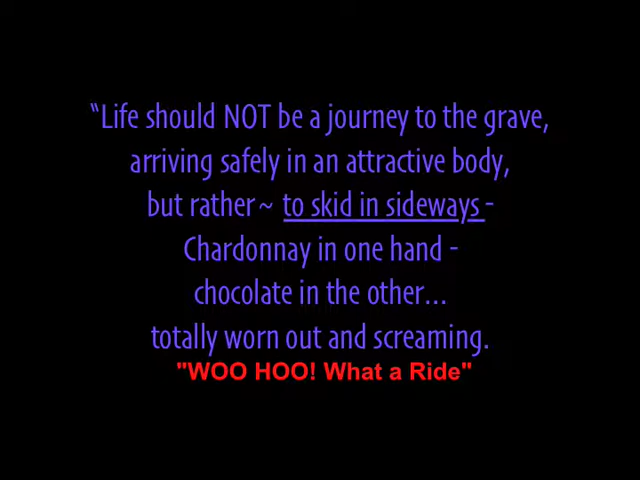 “Life should NOT be a journey to the grave,
arriving safely in an attractive body,
but rather~ to skid in sideways -
Chardonnay in one hand -
chocolate in the other...
totally worn out and screaming.
"WOO HOO! What a Ride"